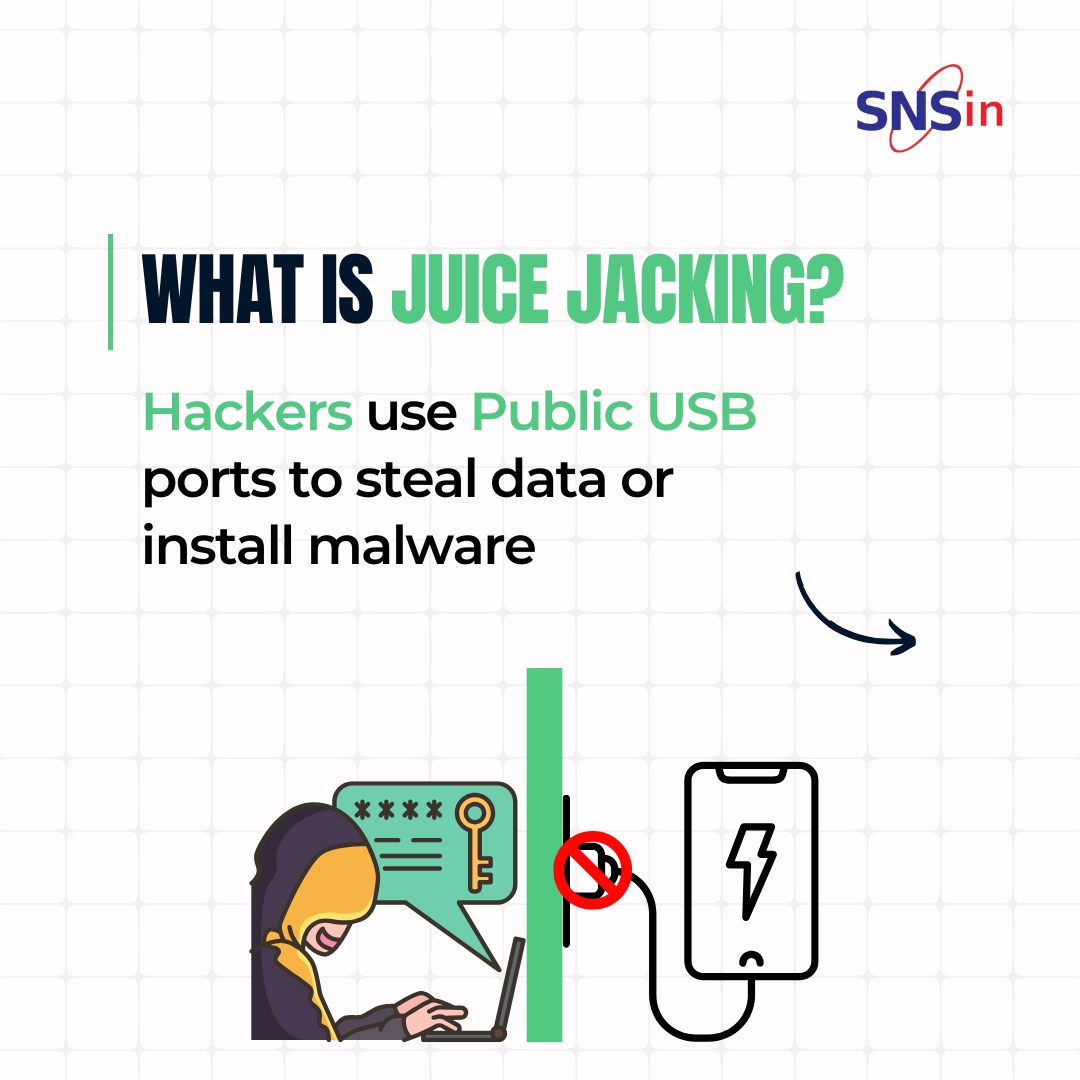 SNSin
WHAT IS JUICE JACKING?
Hackers use Public USB
ports to steal data or
install malware
****